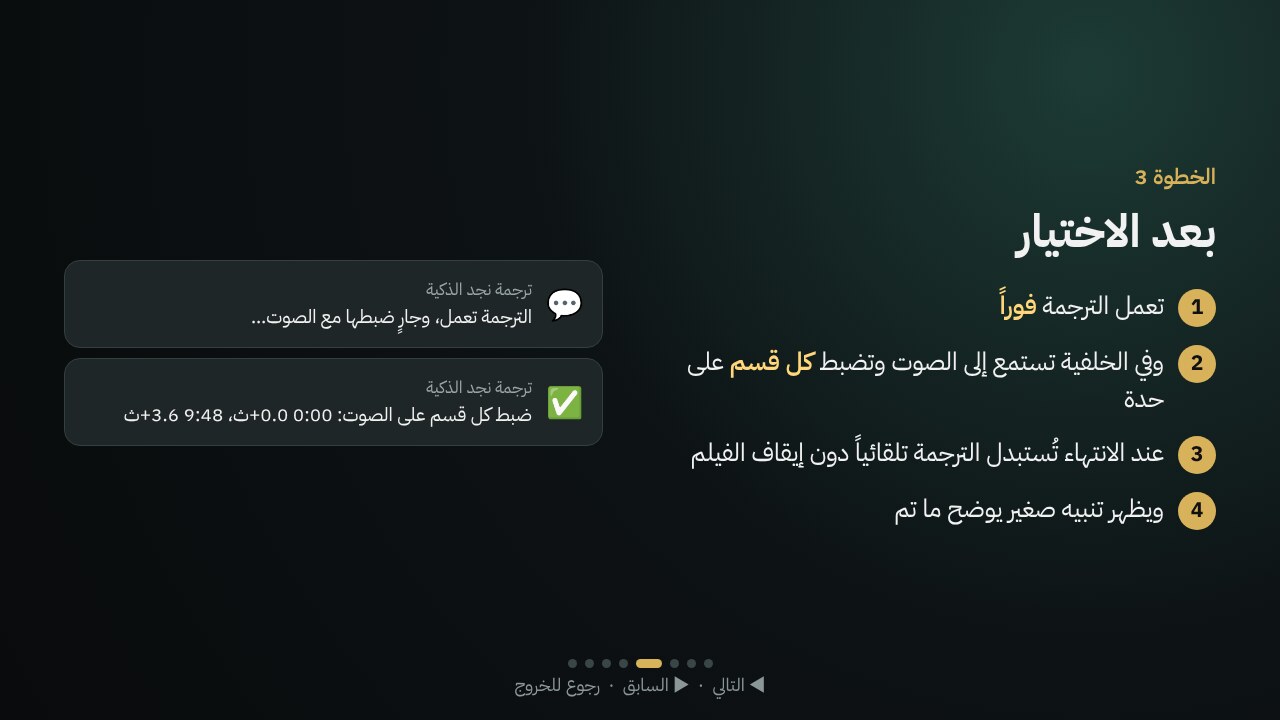 الخطوة 3
بعد الاختيار
1 تعمل الترجمة فوراً
2 وفي الخلفية تستمع إلى الصوت وتضبط كل قسم على
حدة
3 عند الانتهاء تُستبدل الترجمة تلقائياً دون إيقاف الفيلم
4 ويظهر تنبيه صغير يوضح ما تم
ترجمة نجد الذكية
الترجمة تعمل، وجارٍ ضبطها مع الصوت...
ترجمة نجد الذكية
ضبط كل قسم على الصوت: 0:00 +0.0ث، 9:48 +3.6ث
◀ التالي · ▶ السابق · رجوع للخروج